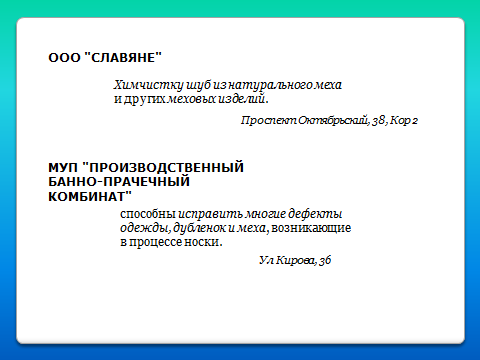 ООО "СЛАВЯНЕ"
Химчистку шуб из натурального меха
и других меховых изделий.
Проспект Октябрьский, 38, Кор 2
МУП "ПРОИЗВОДСТВЕННЫЙ
БАННО-ПРАЧЕЧНЫЙ
КОМБИНАТ"
способны исправить многие дефекты
одежды, дубленок и меха, возникающие
в процессе носки.
Ул Кирова, 36